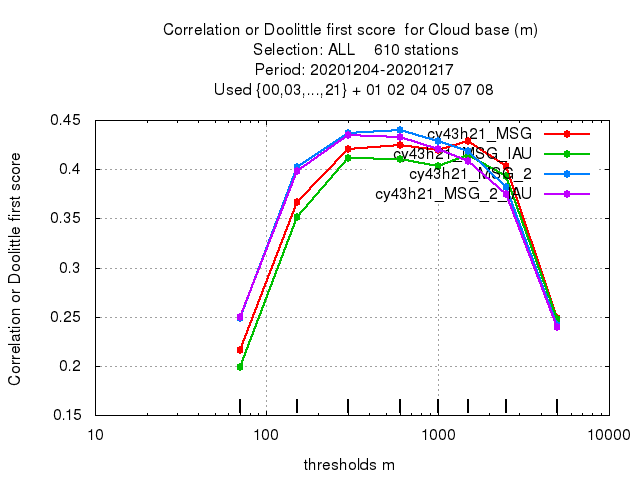 Correlation or Doolittle first score  for Cloud base (m)
Selection: ALL    610 stations
Period: 20201204-20201217
Used {00,03,...,21} + 01 02 04 05 07 08
0.45
0.4
0.35
0.3
0.25
0.2
0.15
Correlation or Doolittle first score
cy43h21_MSG
cy43h21_MSG_IAU
cy43h21_MSG_2
cy43h21_MSG_2_IAU
10
100
1000
10000
thresholds m